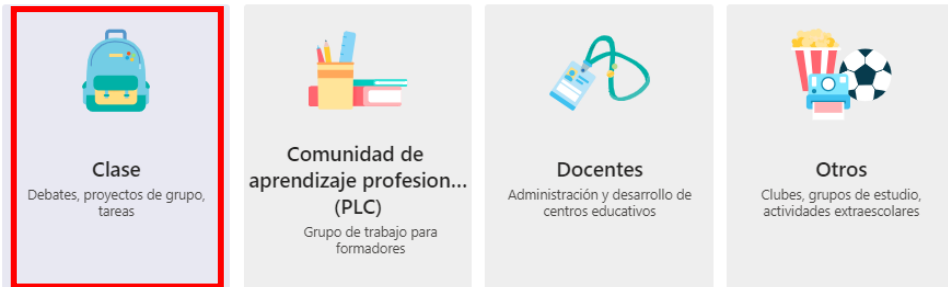 Clase
Debates, proyectos de grupo,
tareas
Comunidad de
aprendizaje profesion...
(PLC)
Grupo de trabajo para
formadores
Docentes
Administración y desarrollo de
centros educativos
Otros
Clubes, grupos de estudio,
actividades extraescolares